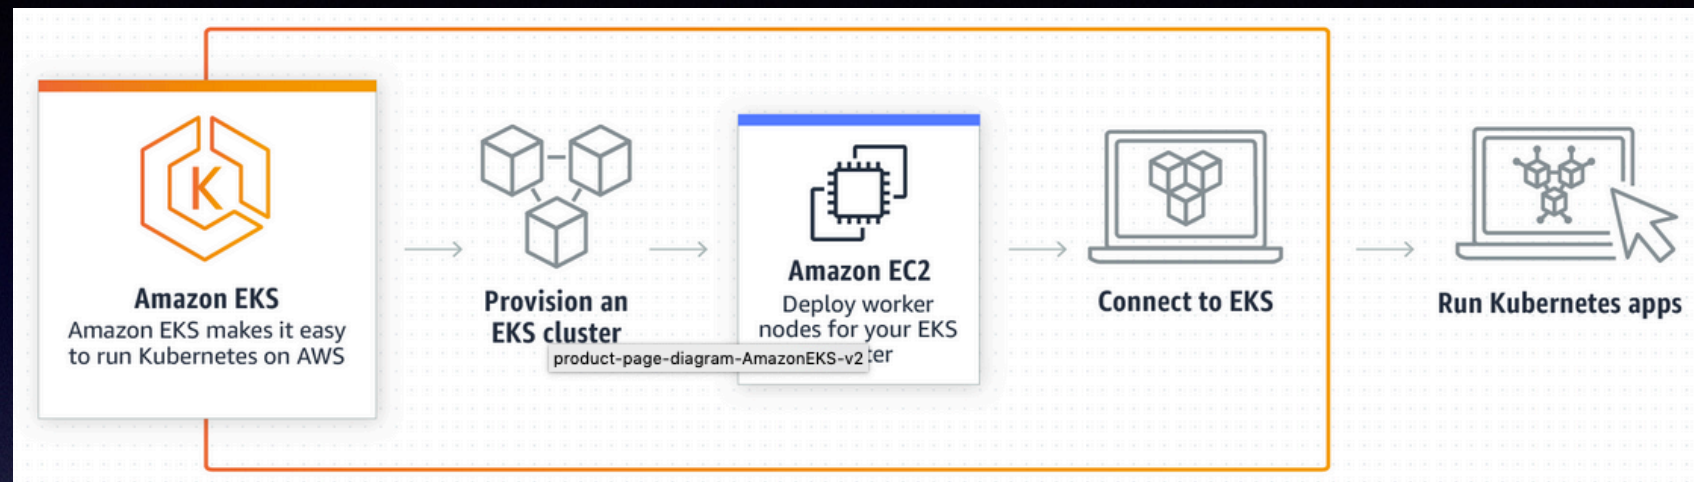 K
Amazon EKS
Amazon EKS makes it easy
to run Kubernetes on AWS
Provision an
EKS cluster
Amazon EC2
Deploy worker
nodes for your EKS
ter
product-page-diagram-AmazonEKS-v2
Connect to EKS
Run Kubernetes apps